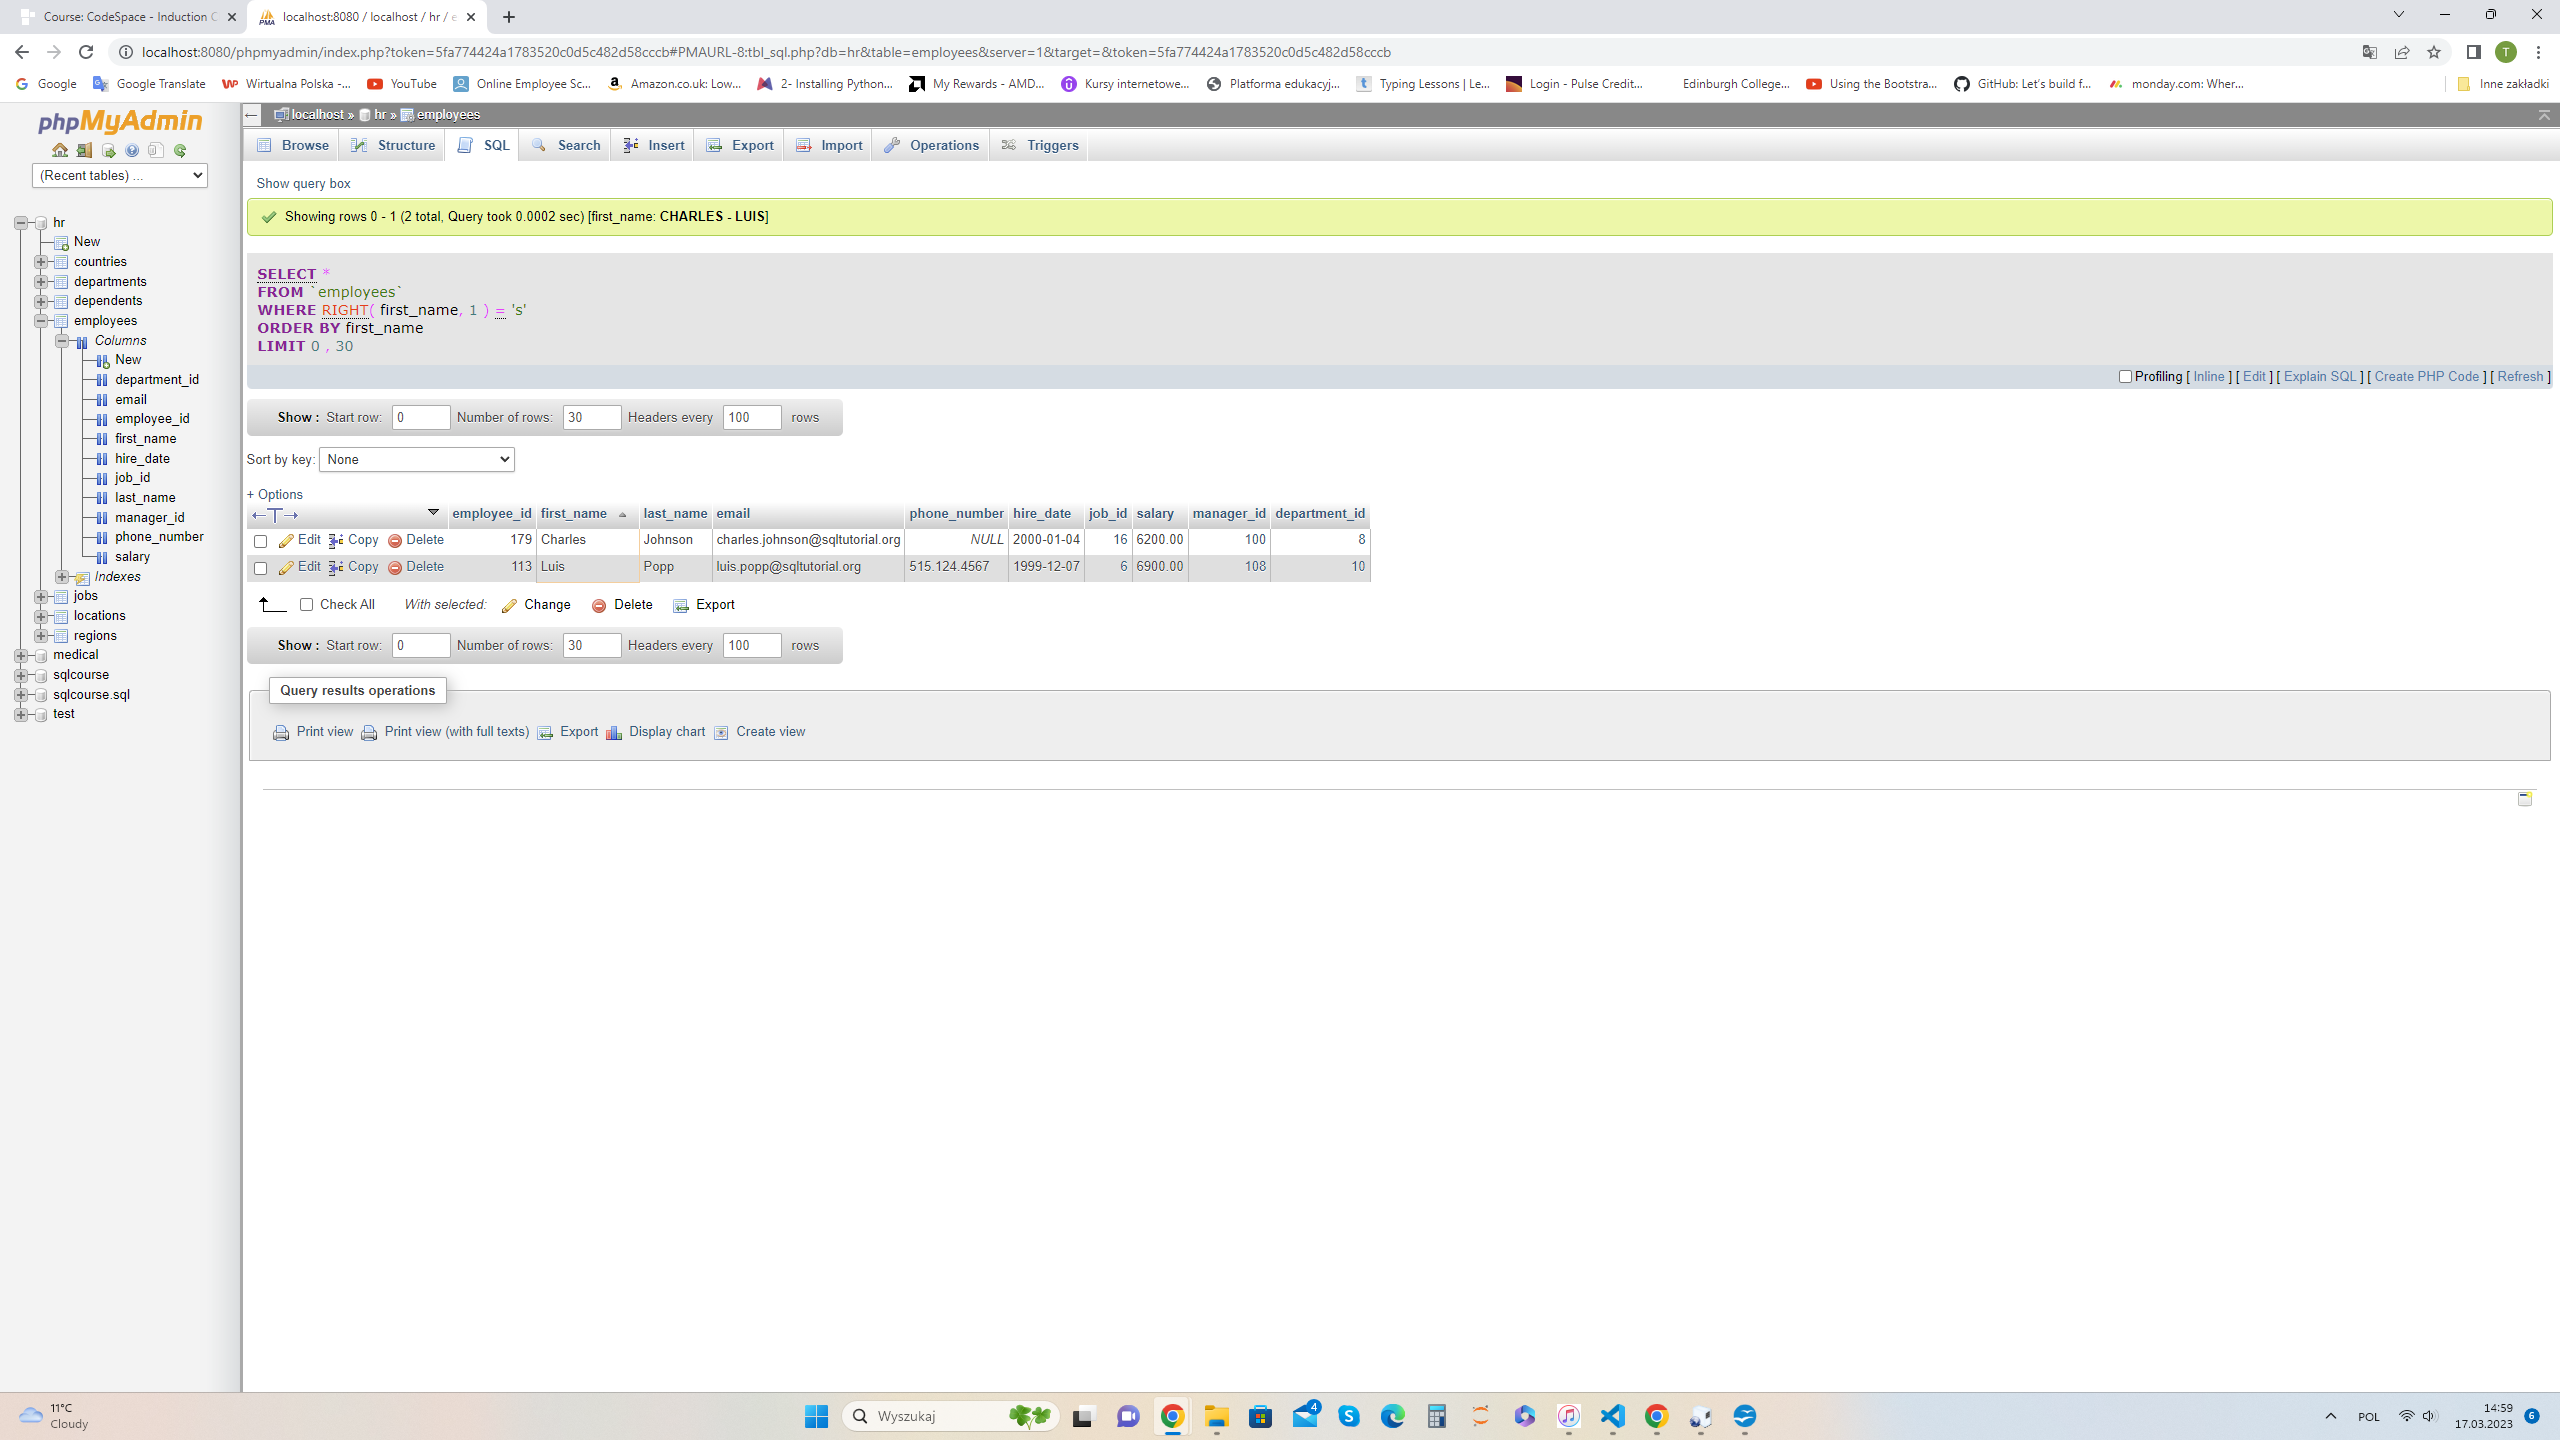 Course: CodeSpace - Induction C
localhost:8080 / localhost / hr / e
localhost:8080/phpmyadmin/index.php?token=5fa774424a1783520c0d5c482d58cccb#PMAURL-8:tbl_sql.php?db=hr&table=employees&server=1&target=&token=5fa774424a1783520c0d5c482d58cccb
T
Google Google Translate Wirtualna Polska -... YouTube Online Employee Sc... Amazon.co.uk: Low... 2- Installing Python... My Rewards - AMD... Kursy internetowe... Platforma edukacyj... Typing Lessons | Le... Login - Pulse Credit... Edinburgh College... Using the Bootstra... GitHub: Let's build f... monday.com: Wher... Inne zakładki
phpMyAdmin
(Recent tables) ...
hr
New
countries
departments
dependents
employees
Columns
New
department_id
email
employee_id
first_name
hire_date
job_id
last_name
manager_id
phone_number
salary
Indexes
jobs
locations
regions
medical
sqlcourse
sqlcourse.sql
test
localhost » hr » employees
Browse Structure SQL Search Insert Export Import Operations Triggers
Show query box
Showing rows 0 - 1 (2 total, Query took 0.0002 sec) [first_name: CHARLES - LUIS]
SELECT *
FROM `employees`
WHERE RIGHT( first_name, 1 ) = 's'
ORDER BY first_name
LIMIT 0 , 30
Profiling [ Inline ] [ Edit ] [ Explain SQL ] [ Create PHP Code ] [ Refresh ]
Show : Start row: 0 Number of rows: 30 Headers every 100 rows
Sort by key: None
+ Options
employee_id first_name last_name email phone_number hire_date job_id salary manager_id department_id
Edit Copy Delete 179 Charles Johnson charles.johnson@sqltutorial.org NULL 2000-01-04 16 6200.00 100 8
Edit Copy Delete 113 Luis Popp luis.popp@sqltutorial.org 515.124.4567 1999-12-07 6 6900.00 108 10
Check All With selected: Change Delete Export
Show : Start row: 0 Number of rows: 30 Headers every 100 rows
Query results operations
Print view Print view (with full texts) Export Display chart Create view
11°C
Cloudy
Wyszukaj
4
POL
14:59
17.03.2023
6